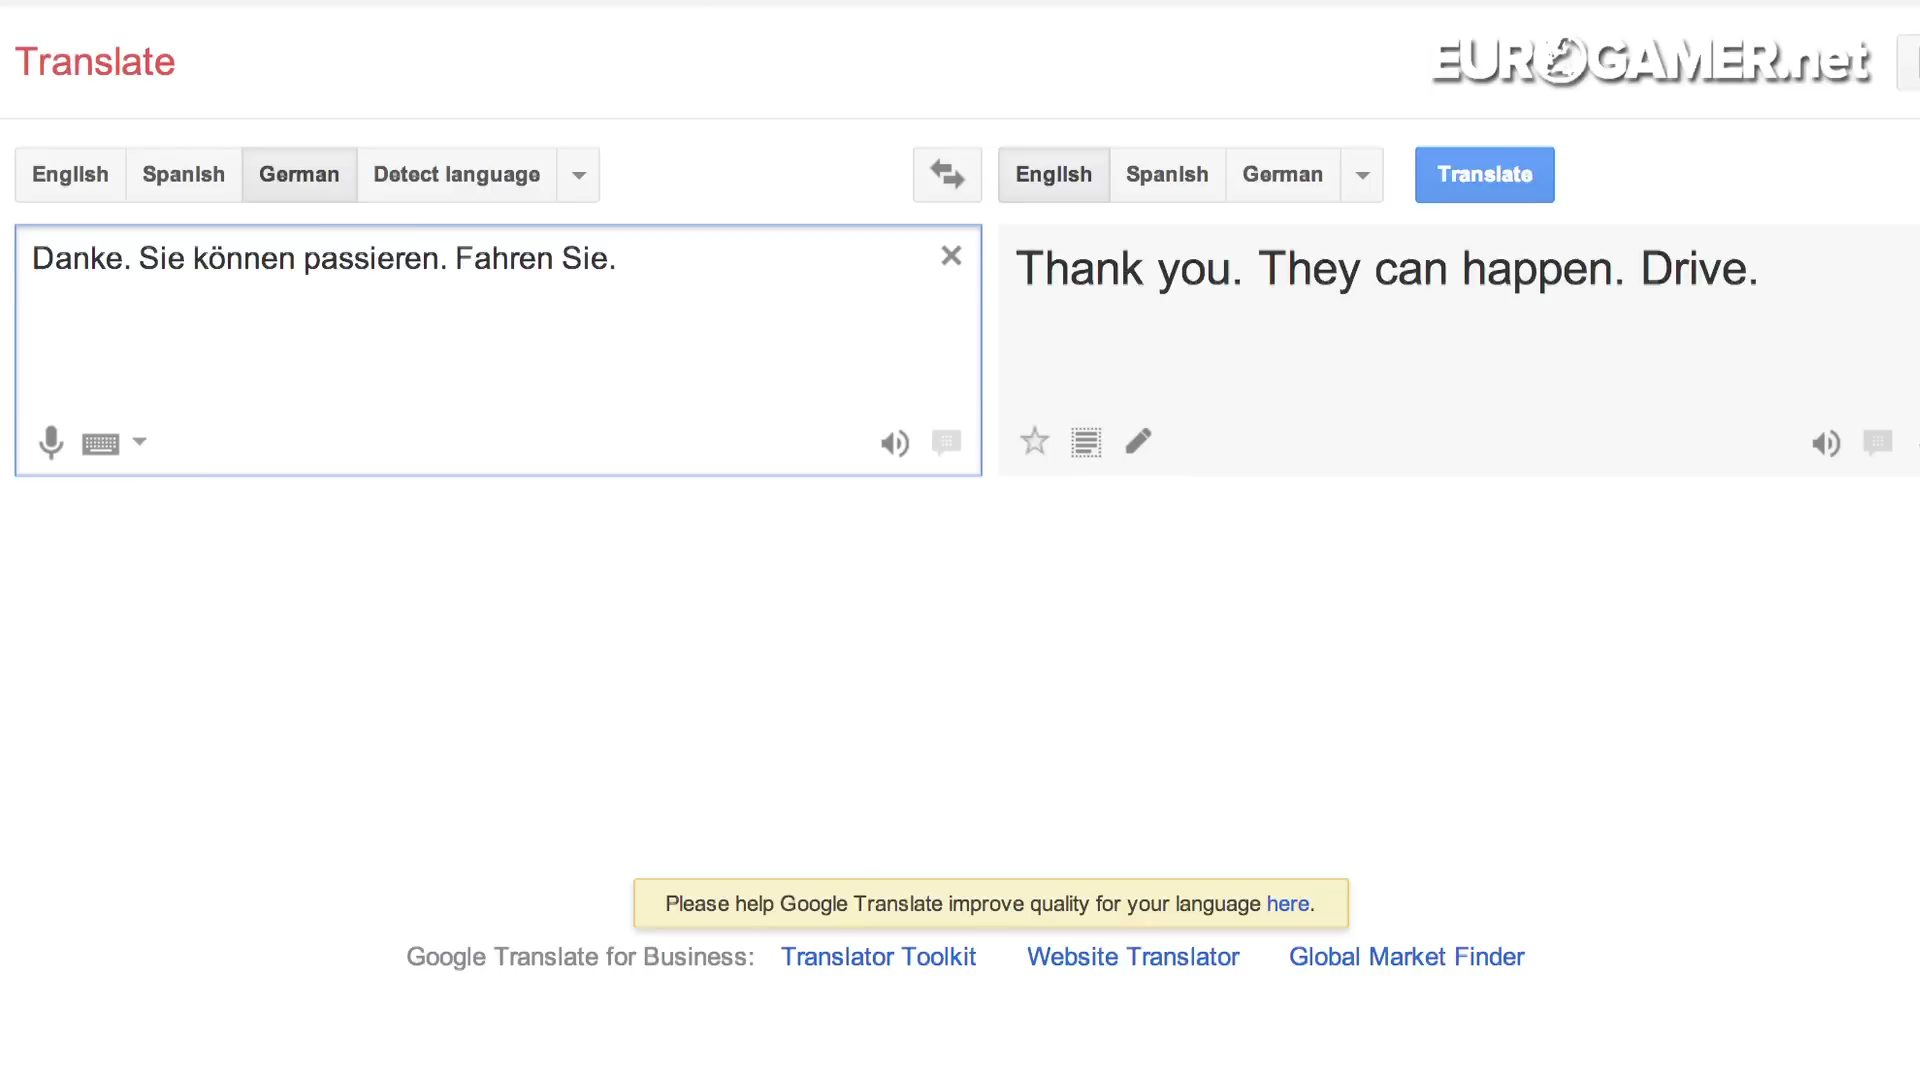 Translate
EUROGAMER.net
English Spanish German Detect language
English Spanish German
Translate
Danke. Sie können passieren. Fahren Sie.
Thank you. They can happen. Drive.
Please help Google Translate improve quality for your language here.
Google Translate for Business: Translator Toolkit Website Translator Global Market Finder